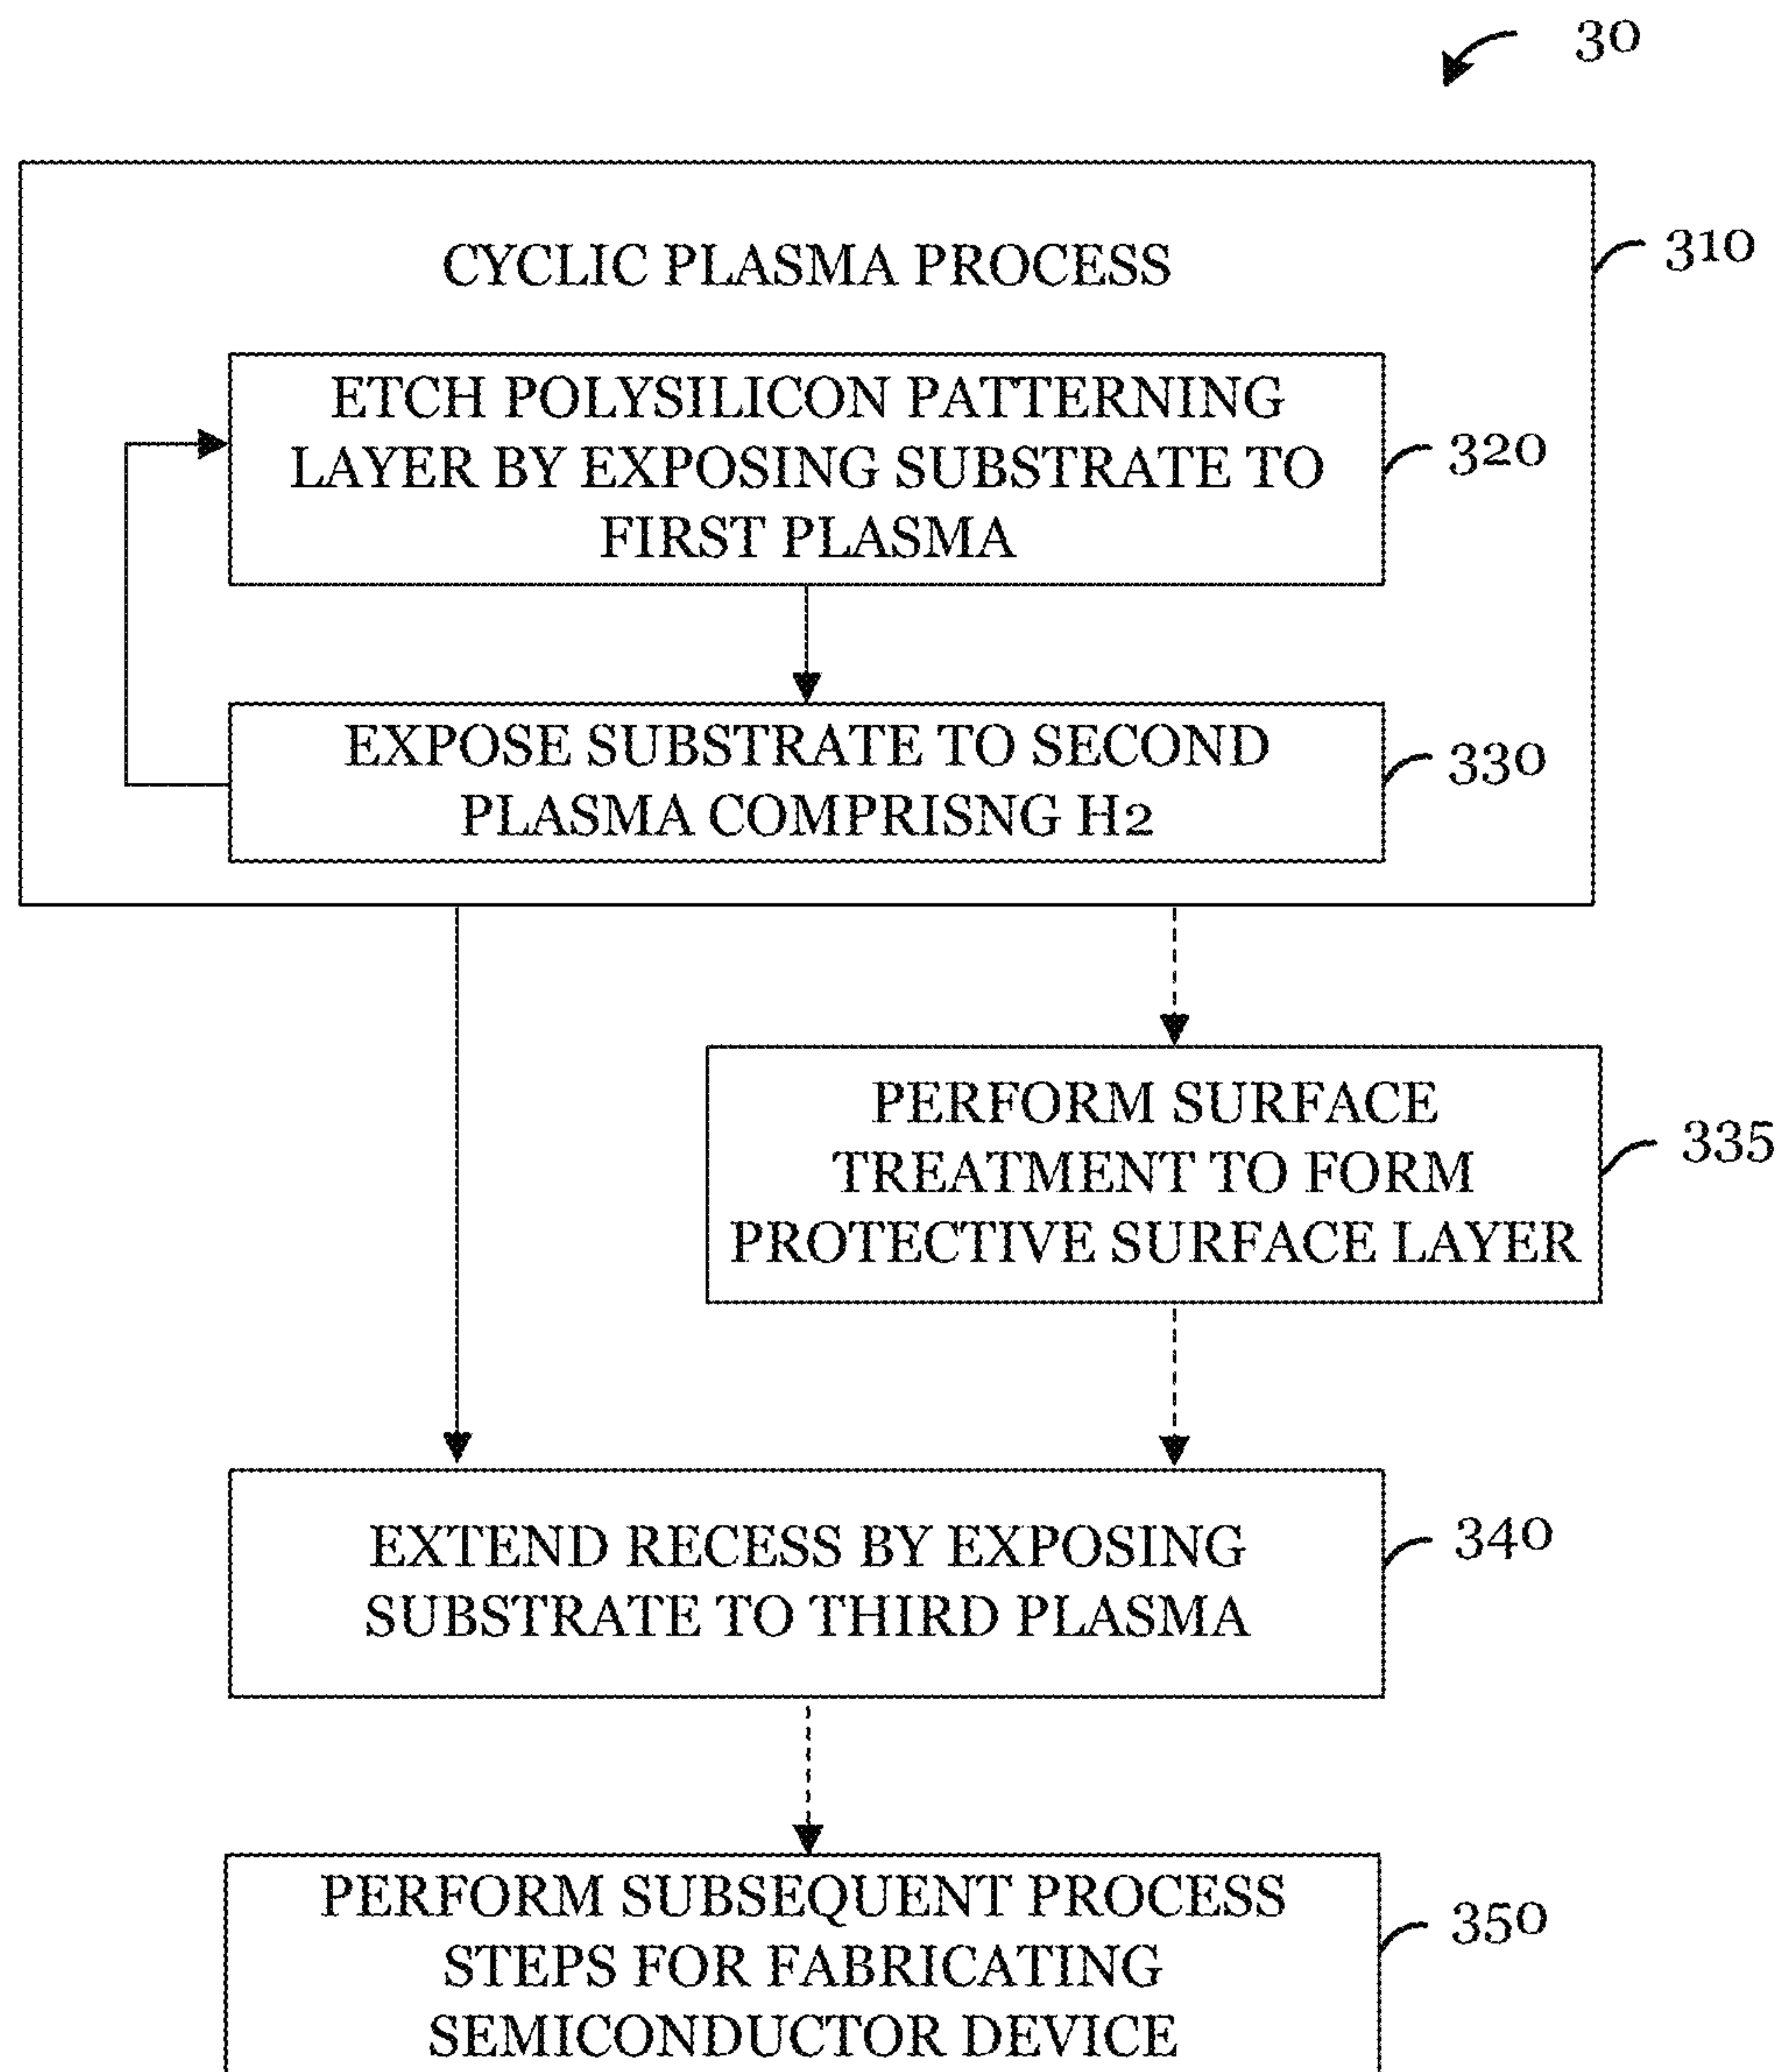 30
310
CYCLIC PLASMA PROCESS
ETCH POLYSILICON PATTERNING
LAYER BY EXPOSING SUBSTRATE TO
FIRST PLASMA
320
EXPOSE SUBSTRATE TO SECOND
PLASMA COMPRISNG H2
330
PERFORM SURFACE
TREATMENT TO FORM
PROTECTIVE SURFACE LAYER
335
EXTEND RECESS BY EXPOSING
SUBSTRATE TO THIRD PLASMA
340
PERFORM SUBSEQUENT PROCESS
STEPS FOR FABRICATING
SEMICONDUCTOR DEVICE
350